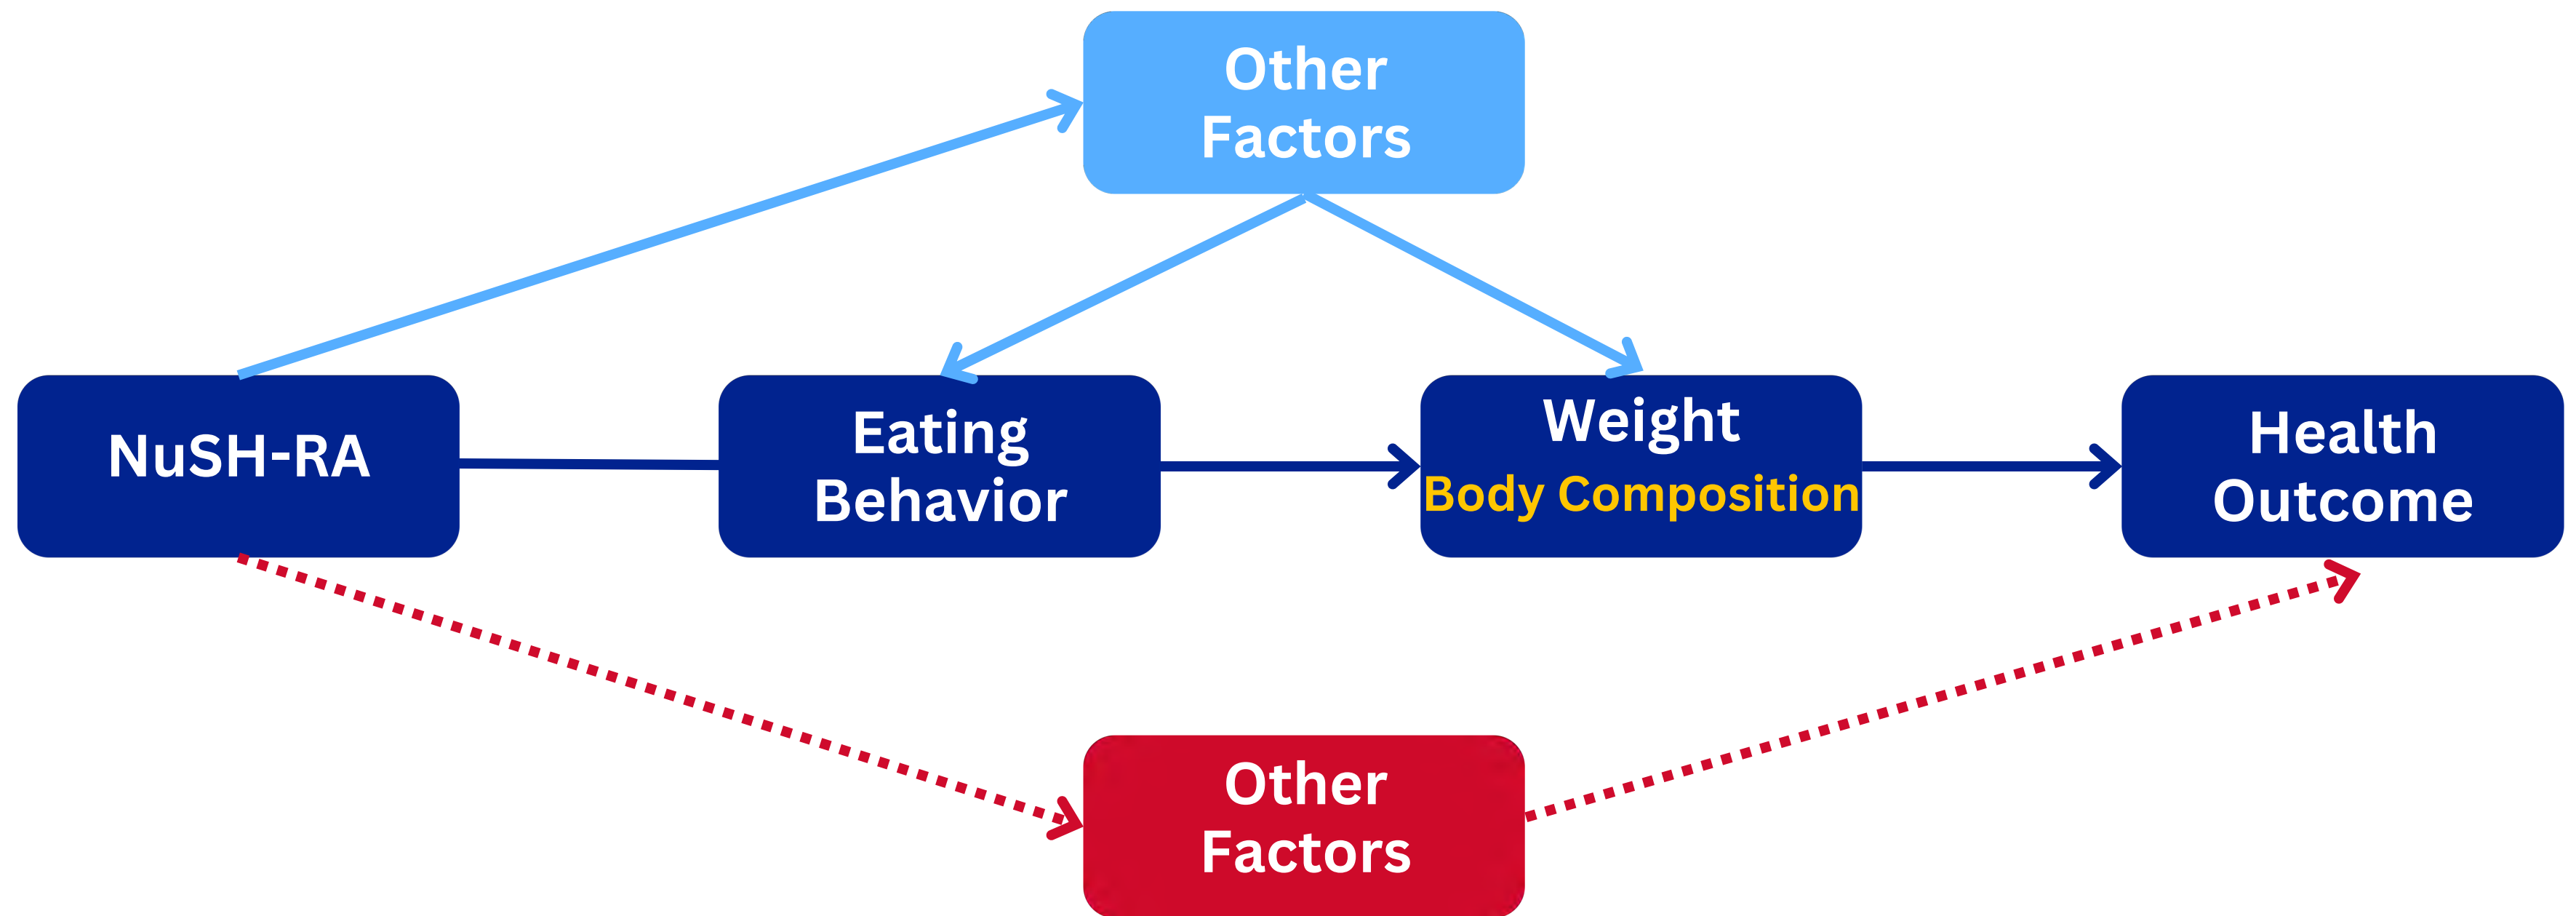 Other
Factors
NuSH-RA
Eating
Behavior
Weight
Body Composition
Health
Outcome
Other
Factors